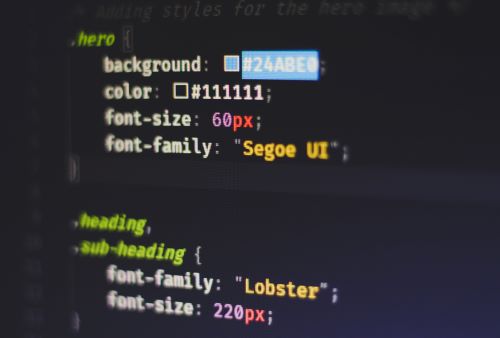 /* Adding styles for the hero image */
.hero {
background: #24ABE0;
color: #111111;
font-size: 60px;
font-family: "Segoe UI";
}
.heading,
.sub-heading {
font-family: "Lobster";
font-size: 220px;
}